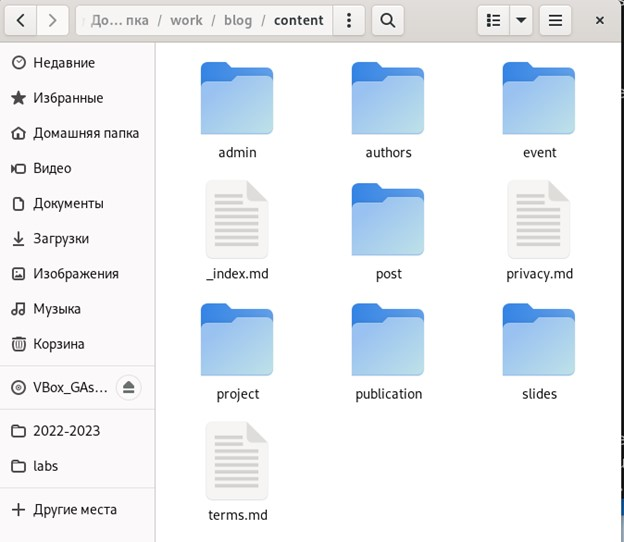 До... пка / work / blog / content
Недавние
Избранные
Домашняя папка
Видео
Документы
Загрузки
Изображения
Музыка
Корзина
VBox_GAs...
2022-2023
labs
Другие места
admin authors event
_index.md post privacy.md
project publication slides
terms.md